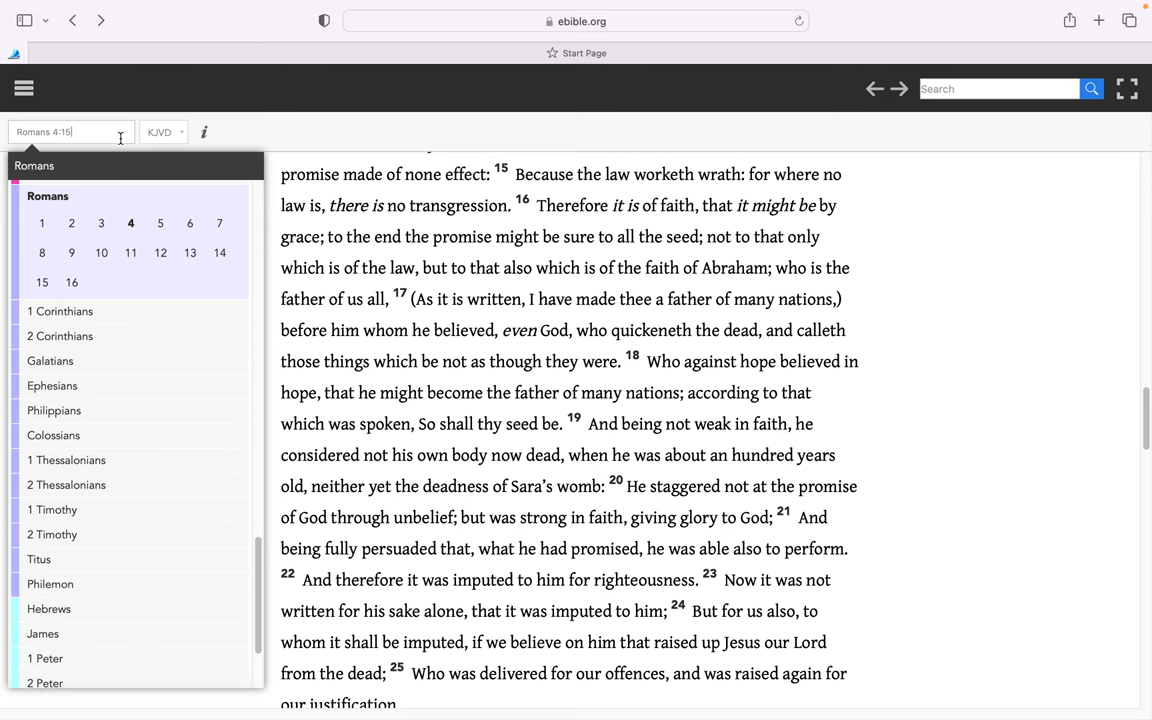 ebible.org
Start Page
Search
Romans 4:15
KJVD
i
Romans
Romans
1 2 3 4 5 6 7
8 9 10 11 12 13 14
15 16
1 Corinthians
2 Corinthians
Galatians
Ephesians
Philippians
Colossians
1 Thessalonians
2 Thessalonians
1 Timothy
2 Timothy
Titus
Philemon
Hebrews
James
1 Peter
2 Peter
promise made of none effect: 15 Because the law worketh wrath: for where no
law is, there is no transgression. 16 Therefore it is of faith, that it might be by
grace; to the end the promise might be sure to all the seed; not to that only
which is of the law, but to that also which is of the faith of Abraham; who is the
father of us all, 17 (As it is written, I have made thee a father of many nations,)
before him whom he believed, even God, who quickeneth the dead, and calleth
those things which be not as though they were. 18 Who against hope believed in
hope, that he might become the father of many nations; according to that
which was spoken, So shall thy seed be. 19 And being not weak in faith, he
considered not his own body now dead, when he was about an hundred years
old, neither yet the deadness of Sara’s womb: 20 He staggered not at the promise
of God through unbelief; but was strong in faith, giving glory to God; 21 And
being fully persuaded that, what he had promised, he was able also to perform.
22 And therefore it was imputed to him for righteousness. 23 Now it was not
written for his sake alone, that it was imputed to him; 24 But for us also, to
whom it shall be imputed, if we believe on him that raised up Jesus our Lord
from the dead; 25 Who was delivered for our offences, and was raised again for
our justification